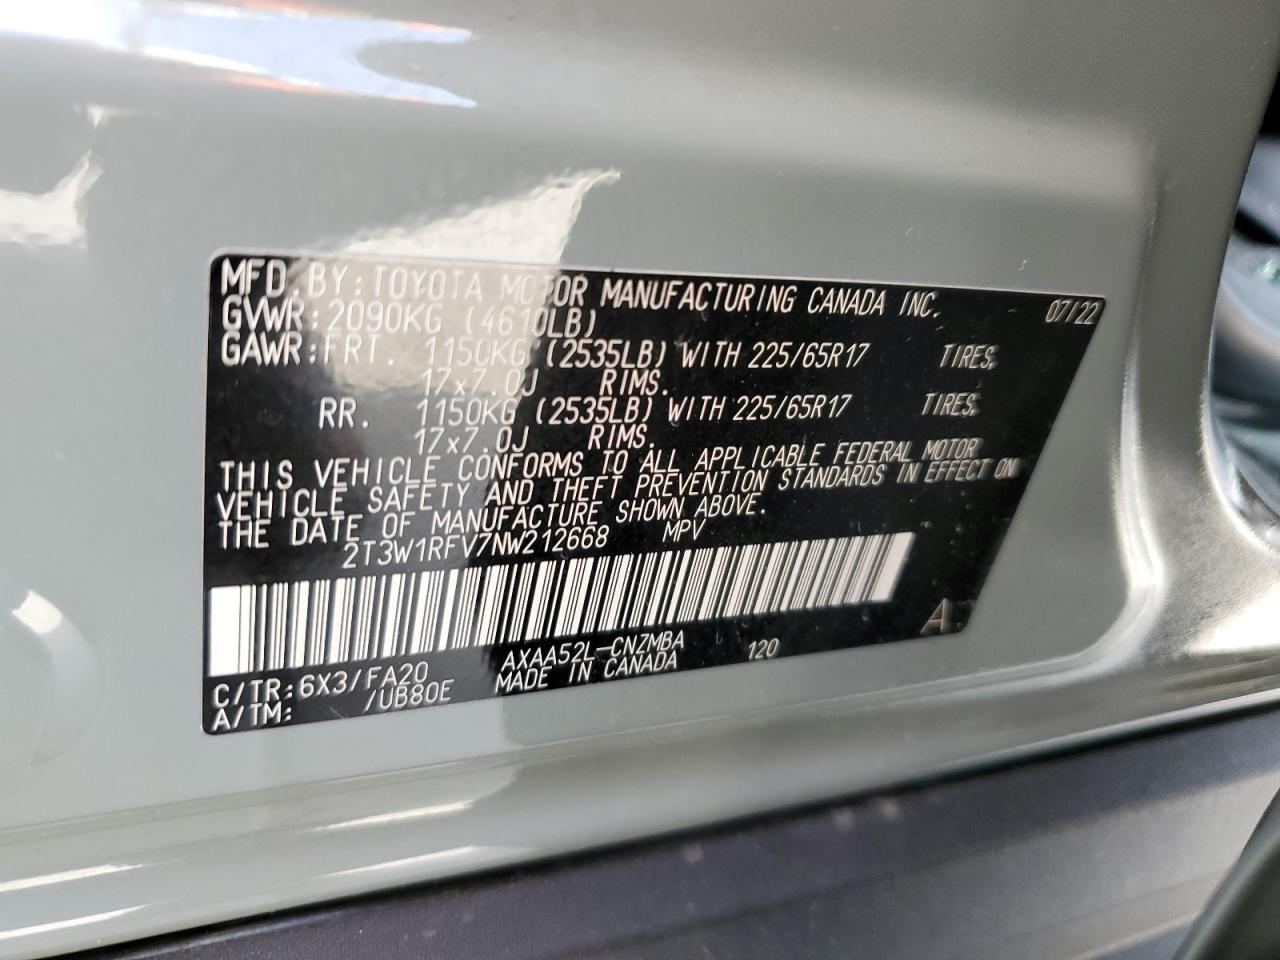 MFD BY:TOYOTA MOTOR MANUFACTURING CANADA INC. 07/22
GVWR:2090KG (4610LB)
GAWR:FRT. 1150KG (2535LB) WITH 225/65R17 TIRES,
17x7.0J RIMS.
RR. 1150KG (2535LB) WITH 225/65R17 TIRES,
17x7.0J RIMS.
THIS VEHICLE CONFORMS TO ALL APPLICABLE FEDERAL MOTOR
VEHICLE SAFETY AND THEFT PREVENTION STANDARDS IN EFFECT ON
THE DATE OF MANUFACTURE SHOWN ABOVE.
2T3W1RFV7NW212668 MPV
C/TR:6X3/FA20 AXAA52L-CNZMBA 120
A/TM: /UB80E MADE IN CANADA